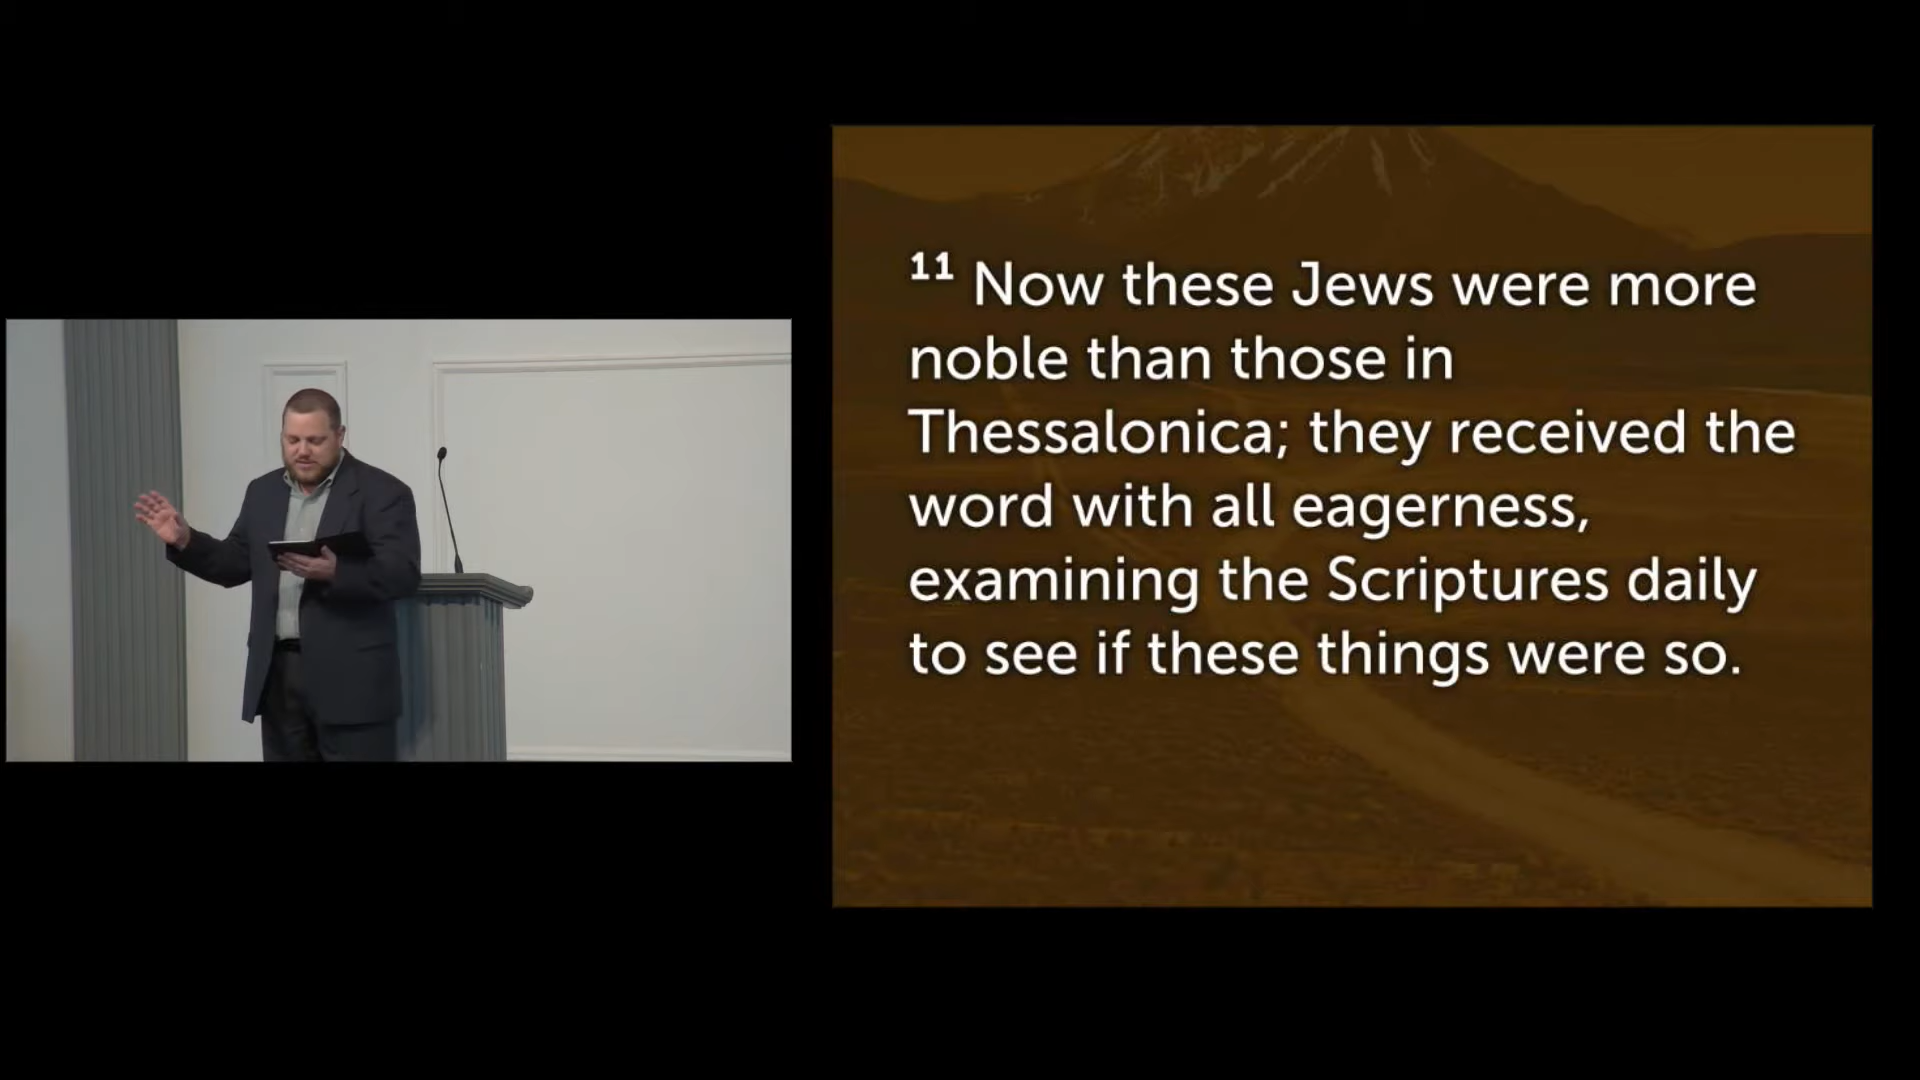 11 Now these Jews were more
noble than those in
Thessalonica; they received the
word with all eagerness,
examining the Scriptures daily
to see if these things were so.